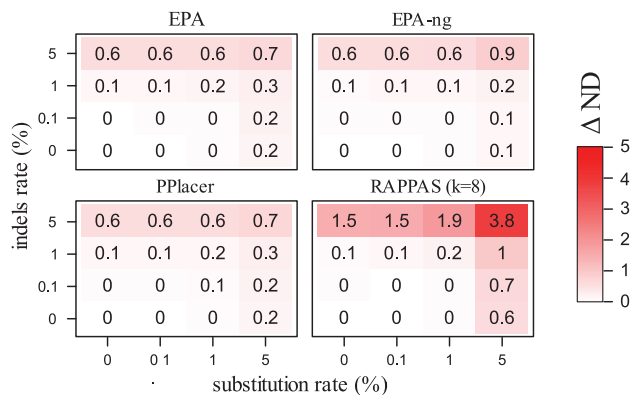 EPA
EPA-ng
5 0.6 0.6 0.6 0.7 0.6 0.6 0.6 0.9
1 0.1 0.1 0.2 0.3 0.1 0.1 0.1 0.2
0.1 0 0 0 0.2 0 0 0 0.1
0 0 0 0 0.2 0 0 0 0.1
PPlacer
RAPPAS (k=8)
5 0.6 0.6 0.6 0.7 1.5 1.5 1.9 3.8
1 0.1 0.1 0.2 0.3 0.1 0.1 0.2 1
0.1 0 0 0.1 0.2 0 0 0 0.7
0 0 0 0 0.2 0 0 0 0.6
0 0 1 1 5 0 0.1 1 5
substitution rate (%)
indels rate (%)
Δ ND
5
4
3
2
1
0